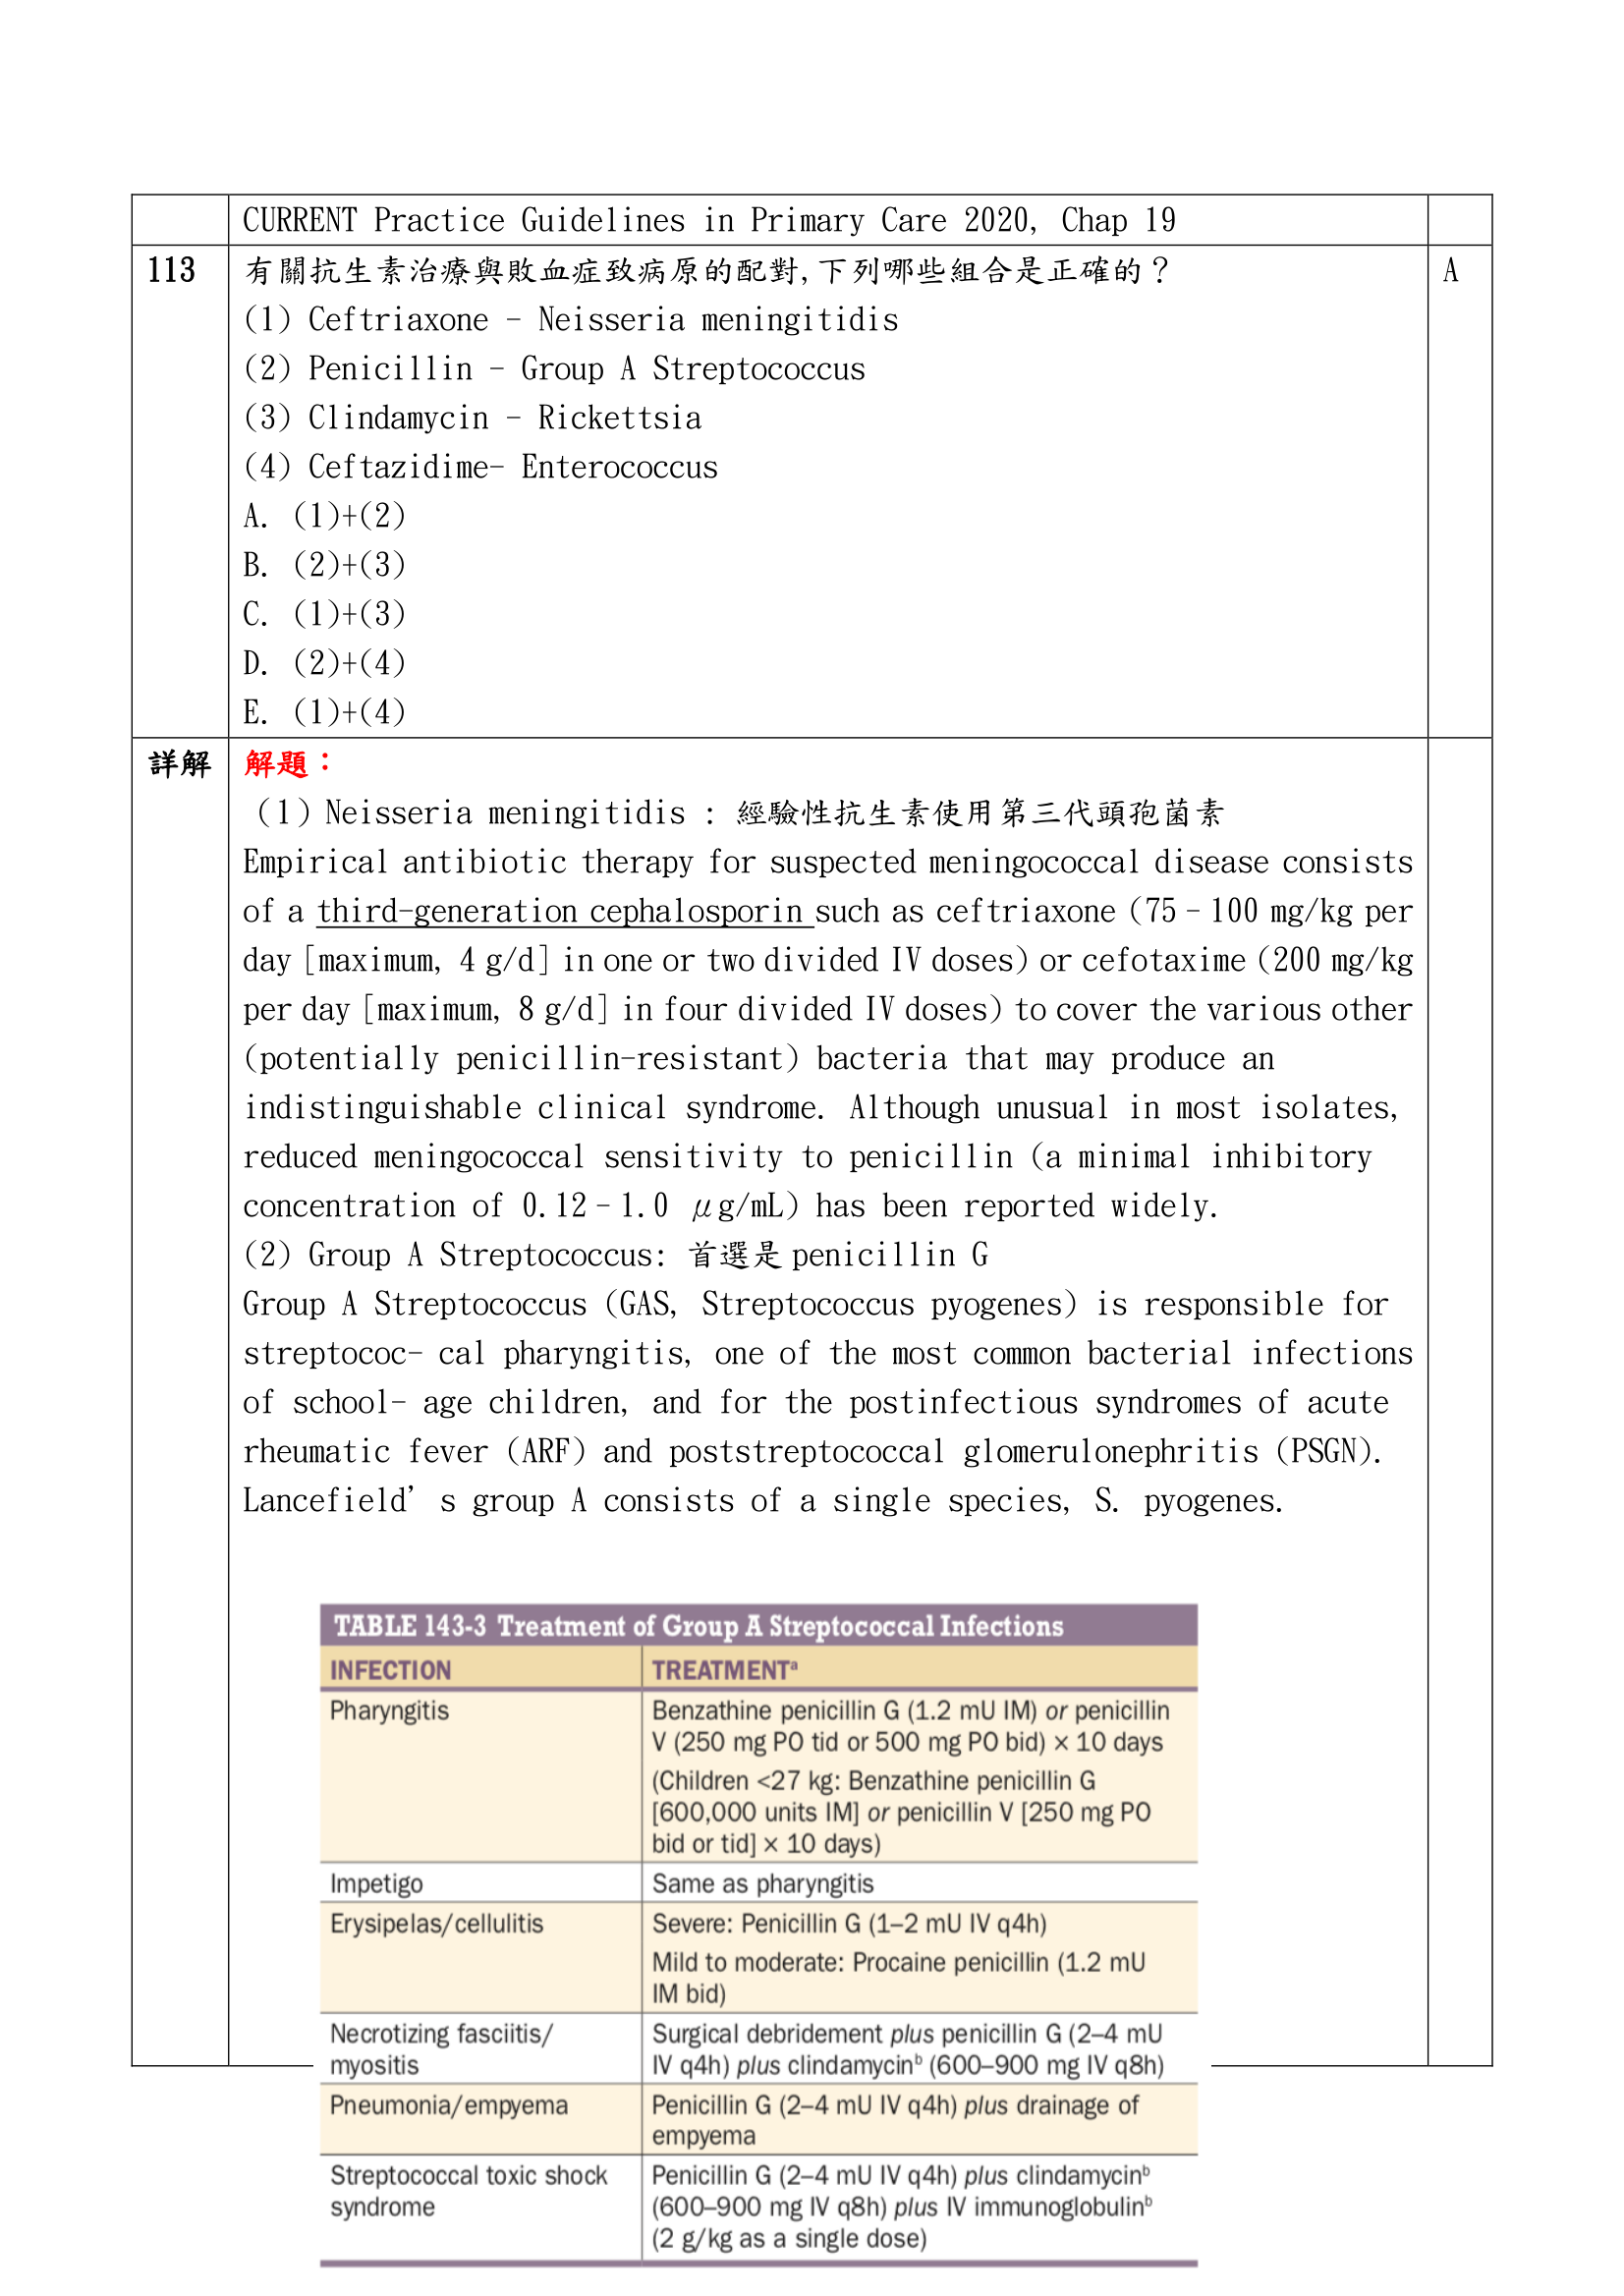 CURRENT Practice Guidelines in Primary Care 2020, Chap 19
113
有關抗生素治療與敗血症致病原的配對,下列哪些組合是正確的？
A
(1) Ceftriaxone - Neisseria meningitidis
(2) Penicillin - Group A Streptococcus
(3) Clindamycin - Rickettsia
(4) Ceftazidime- Enterococcus
A. (1)+(2)
B. (2)+(3)
C. (1)+(3)
D. (2)+(4)
E. (1)+(4)
詳解
解題：
(1) Neisseria meningitidis : 經驗性抗生素使用第三代頭孢菌素
Empirical antibiotic therapy for suspected meningococcal disease consists
of a third-generation cephalosporin such as ceftriaxone (75–100 mg/kg per
day [maximum, 4 g/d] in one or two divided IV doses) or cefotaxime (200 mg/kg
per day [maximum, 8 g/d] in four divided IV doses) to cover the various other
(potentially penicillin-resistant) bacteria that may produce an
indistinguishable clinical syndrome. Although unusual in most isolates,
reduced meningococcal sensitivity to penicillin (a minimal inhibitory
concentration of 0.12–1.0 μg/mL) has been reported widely.
(2) Group A Streptococcus: 首選是 penicillin G
Group A Streptococcus (GAS, Streptococcus pyogenes) is responsible for
streptococ- cal pharyngitis, one of the most common bacterial infections
of school- age children, and for the postinfectious syndromes of acute
rheumatic fever (ARF) and poststreptococcal glomerulonephritis (PSGN).
Lancefield’s group A consists of a single species, S. pyogenes.
TABLE 143-3 Treatment of Group A Streptococcal Infections
INFECTION
TREATMENTᵃ
Pharyngitis
Benzathine penicillin G (1.2 mU IM) or penicillin
V (250 mg PO tid or 500 mg PO bid) × 10 days
(Children <27 kg: Benzathine penicillin G
[600,000 units IM] or penicillin V [250 mg PO
bid or tid] × 10 days)
Impetigo
Same as pharyngitis
Erysipelas/cellulitis
Severe: Penicillin G (1–2 mU IV q4h)
Mild to moderate: Procaine penicillin (1.2 mU
IM bid)
Necrotizing fasciitis/
myositis
Surgical debridement plus penicillin G (2–4 mU
IV q4h) plus clindamycinᵇ (600–900 mg IV q8h)
Pneumonia/empyema
Penicillin G (2–4 mU IV q4h) plus drainage of
empyema
Streptococcal toxic shock
syndrome
Penicillin G (2–4 mU IV q4h) plus clindamycinᵇ
(600–900 mg IV q8h) plus IV immunoglobulinᵇ
(2 g/kg as a single dose)